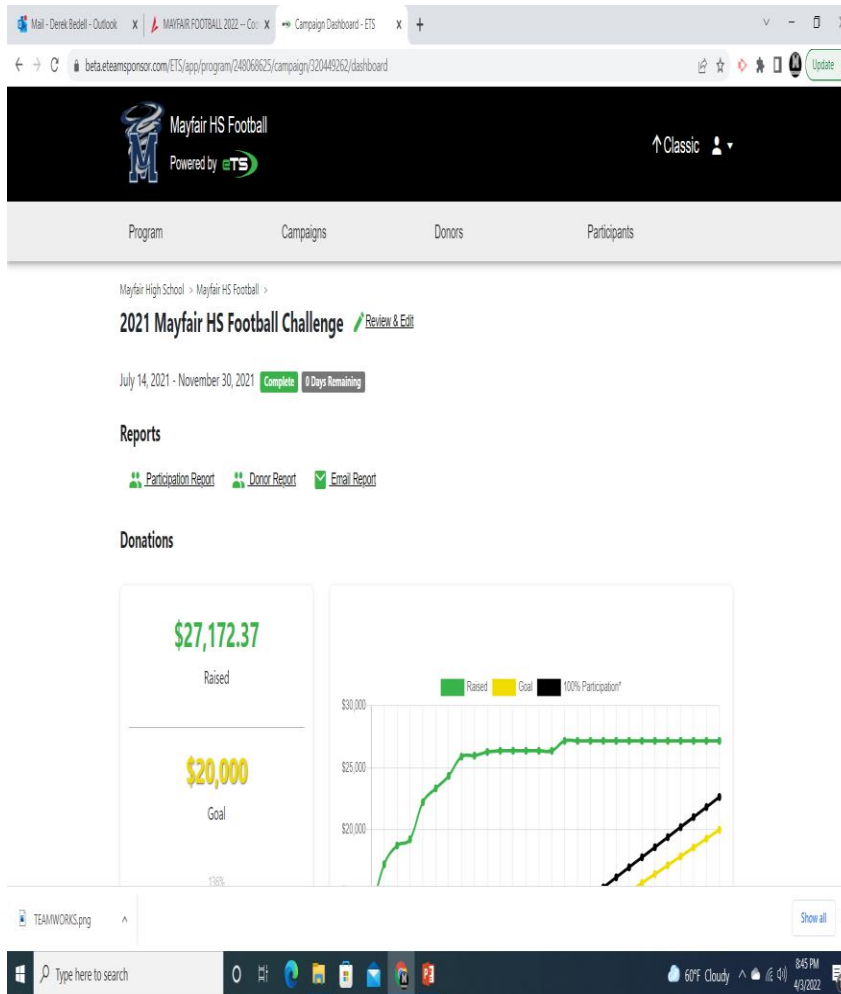 Mail - Derek Bedell - Outlook
MAYFAIR FOOTBALL 2022 -- Co
Campaign Dashboard - ETS
beta.eteamsponsor.com/ETS/app/program/248068625/campaign/320449262/dashboard
Update
Mayfair HS Football
Powered by eTS
↑Classic
M
Program Campaigns Donors Participants
Mayfair High School > Mayfair HS Football >
2021 Mayfair HS Football Challenge Review & Edit
July 14, 2021 - November 30, 2021 Complete 0 Days Remaining
Reports
Participation Report Donor Report Email Report
Donations
$27,172.37
Raised
$20,000
Goal
136%
Raised Goal 100% Participation*
$30,000
$25,000
$20,000
TEAMWORKS.png
Show all
Type here to search
60°F Cloudy
8:45 PM
4/3/2022